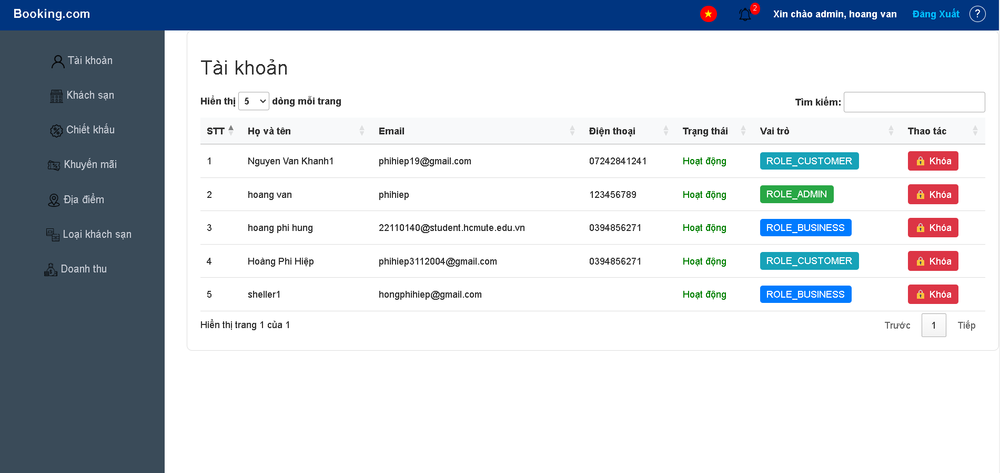 Booking.com
2
Xin chào admin, hoang van
Đăng Xuất
?
Tài khoản
Khách sạn
Chiết khấu
Khuyến mãi
Địa điểm
Loại khách sạn
Doanh thu
Tài khoản
Hiển thị 5 dòng mỗi trang
Tìm kiếm:
STT Họ và tên Email Điện thoại Trạng thái Vai trò Thao tác
1 Nguyen Van Khanh1 phihiep19@gmail.com 07242841241 Hoạt động ROLE_CUSTOMER Khóa
2 hoang van phihiep 123456789 Hoạt động ROLE_ADMIN Khóa
3 hoang phi hung 22110140@student.hcmute.edu.vn 0394856271 Hoạt động ROLE_BUSINESS Khóa
4 Hoàng Phi Hiệp phihiep3112004@gmail.com 0394856271 Hoạt động ROLE_CUSTOMER Khóa
5 sheller1 hongphihiep@gmail.com Hoạt động ROLE_BUSINESS Khóa
Hiển thị trang 1 của 1
Trước 1 Tiếp